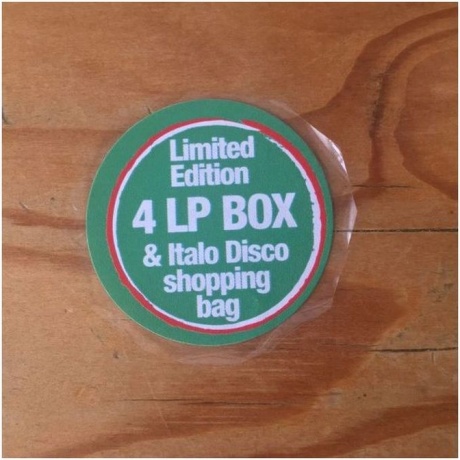 Limited
Edition
4 LP BOX
& Italo Disco
shopping
bag